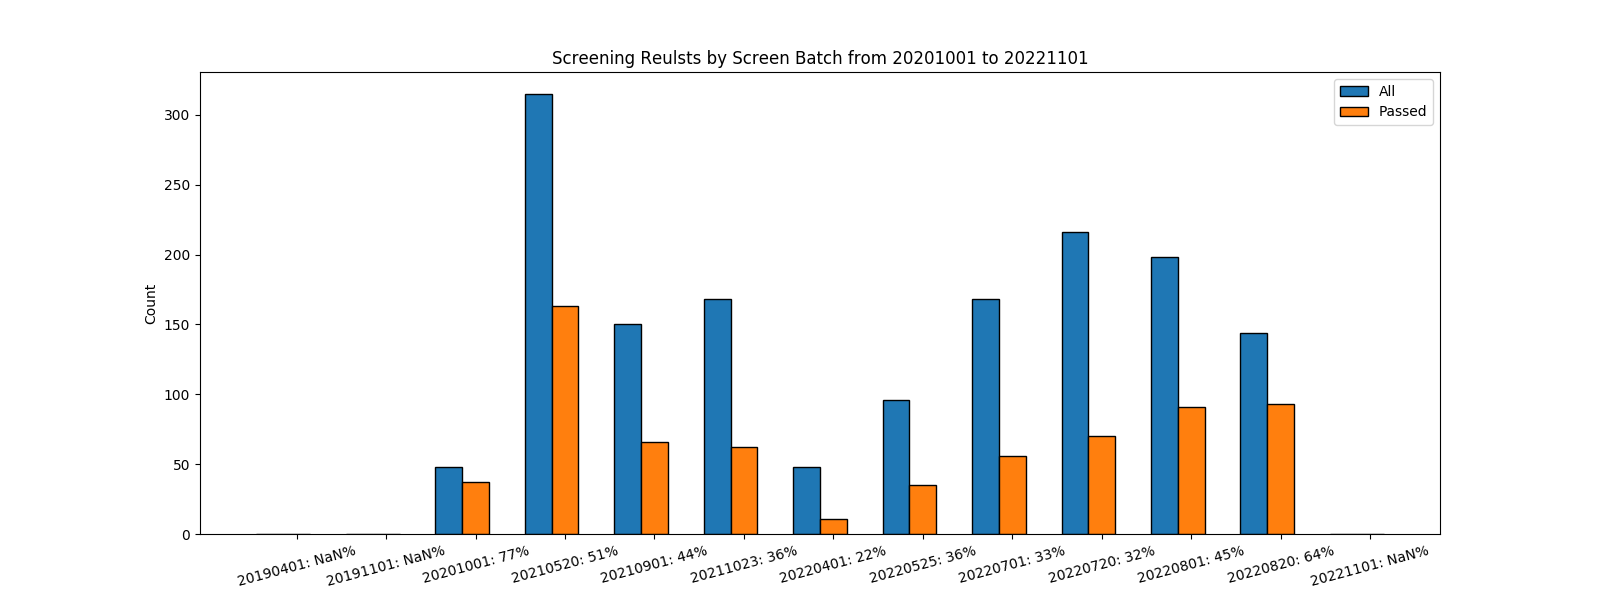 Screening Reulsts by Screen Batch from 20201001 to 20221101
All
Passed
Count
300
250
200
150
100
50
0
20190401: NaN%
20191101: NaN%
20201001: 77%
20210520: 51%
20210901: 44%
20211023: 36%
20220401: 22%
20220525: 36%
20220701: 33%
20220720: 32%
20220801: 45%
20220820: 64%
20221101: NaN%